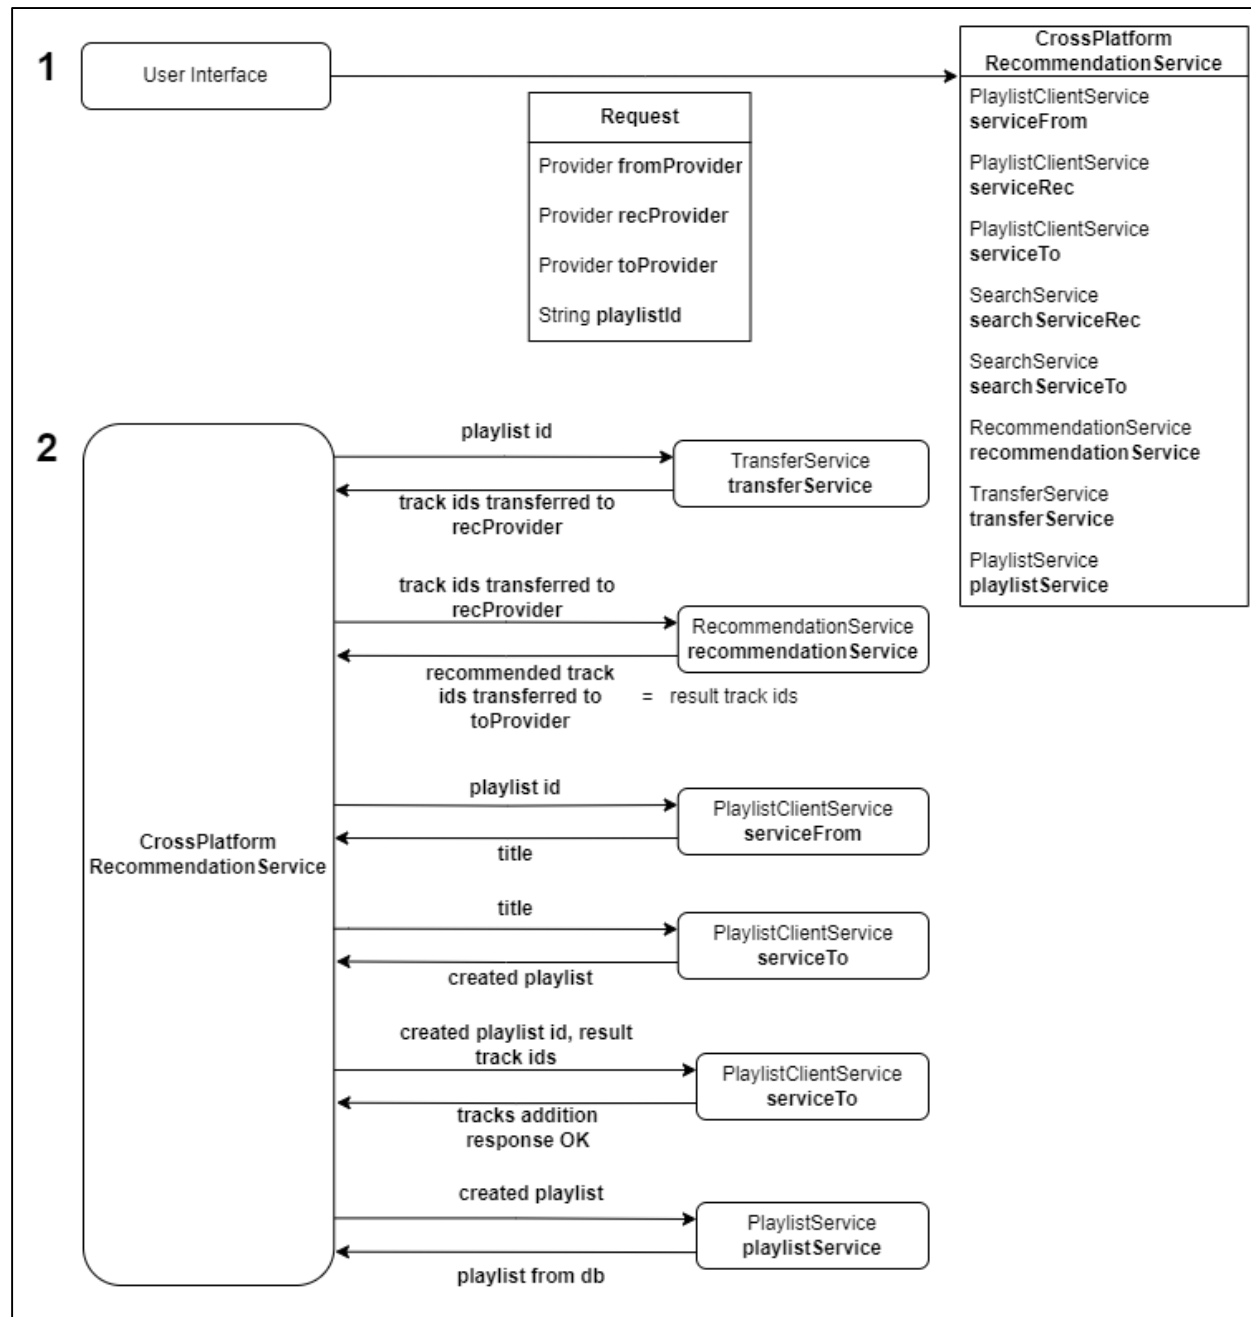 1
User Interface
Request
Provider fromProvider
Provider recProvider
Provider toProvider
String playlistId
CrossPlatform
RecommendationService
PlaylistClientService
serviceFrom
PlaylistClientService
serviceRec
PlaylistClientService
serviceTo
SearchService
searchServiceRec
SearchService
searchServiceTo
RecommendationService
recommendationService
TransferService
transferService
PlaylistService
playlistService
2
CrossPlatform
RecommendationService
playlist id
TransferService
transferService
track ids transferred to
recProvider
track ids transferred to
recProvider
RecommendationService
recommendationService
recommended track
ids transferred to = result track ids
toProvider
playlist id
PlaylistClientService
serviceFrom
title
title
PlaylistClientService
serviceTo
created playlist
created playlist id, result
track ids
PlaylistClientService
serviceTo
tracks addition
response OK
created playlist
PlaylistService
playlistService
playlist from db